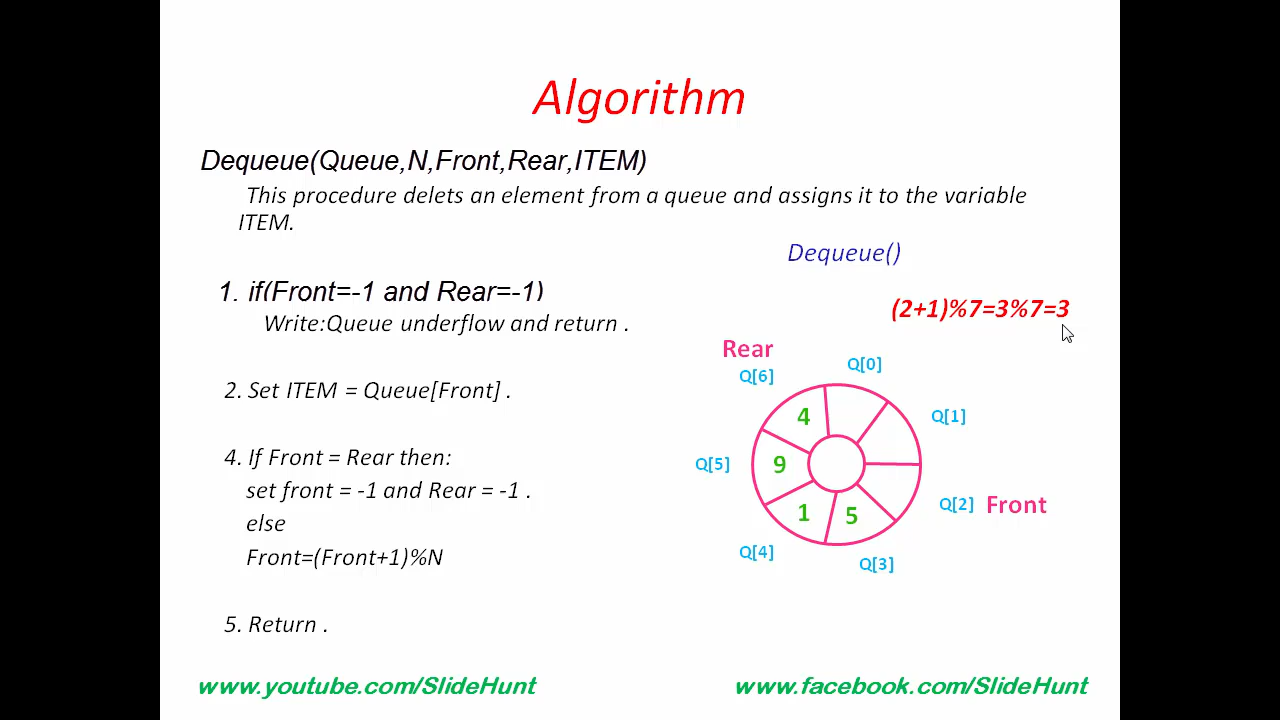 Algorithm
Dequeue(Queue,N,Front,Rear,ITEM)
This procedure delets an element from a queue and assigns it to the variable
ITEM.
Dequeue()
1. if(Front=-1 and Rear=-1)
Write:Queue underflow and return .
(2+1)%7=3%7=3
2. Set ITEM = Queue[Front] .
4. If Front = Rear then:
set front = -1 and Rear = -1 .
else
Front=(Front+1)%N
5. Return .
Rear
Q[6]
Q[0]
4
Q[1]
Q[5]
9
Q[2] Front
1
5
Q[4]
Q[3]
www.youtube.com/SlideHunt
www.facebook.com/SlideHunt